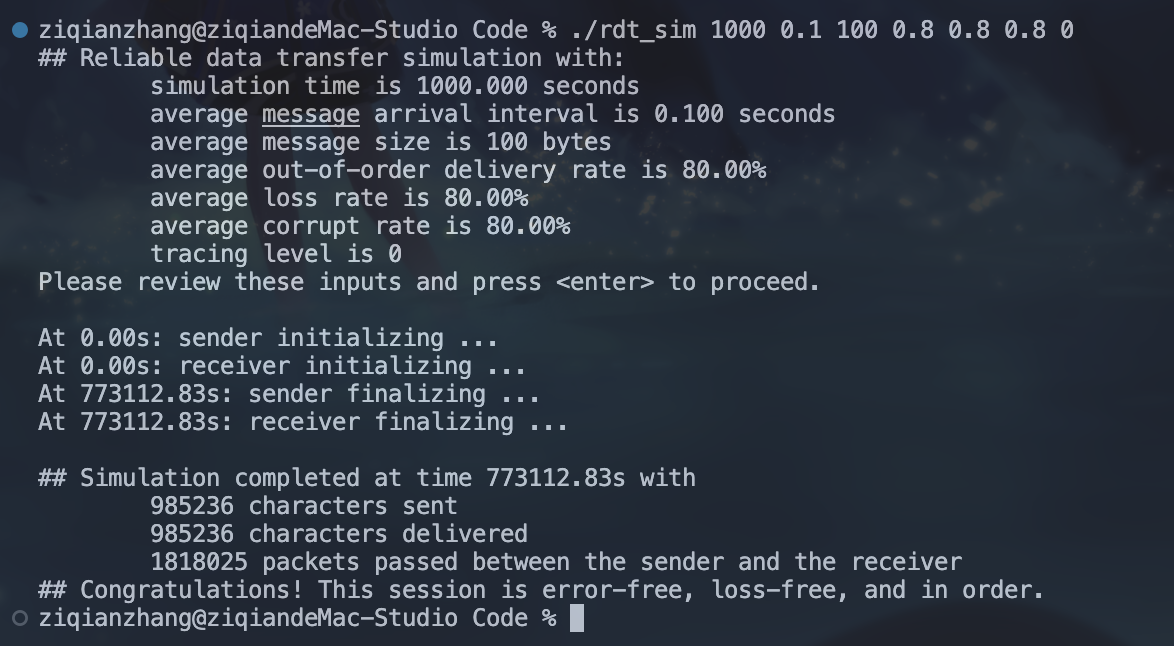 ziqianzhang@ziqiandeMac-Studio Code % ./rdt_sim 1000 0.1 100 0.8 0.8 0.8 0
## Reliable data transfer simulation with:
        simulation time is 1000.000 seconds
        average message arrival interval is 0.100 seconds
        average message size is 100 bytes
        average out-of-order delivery rate is 80.00%
        average loss rate is 80.00%
        average corrupt rate is 80.00%
        tracing level is 0
Please review these inputs and press <enter> to proceed.

At 0.00s: sender initializing ...
At 0.00s: receiver initializing ...
At 773112.83s: sender finalizing ...
At 773112.83s: receiver finalizing ...

## Simulation completed at time 773112.83s with
        985236 characters sent
        985236 characters delivered
        1818025 packets passed between the sender and the receiver
## Congratulations! This session is error-free, loss-free, and in order.
ziqianzhang@ziqiandeMac-Studio Code %